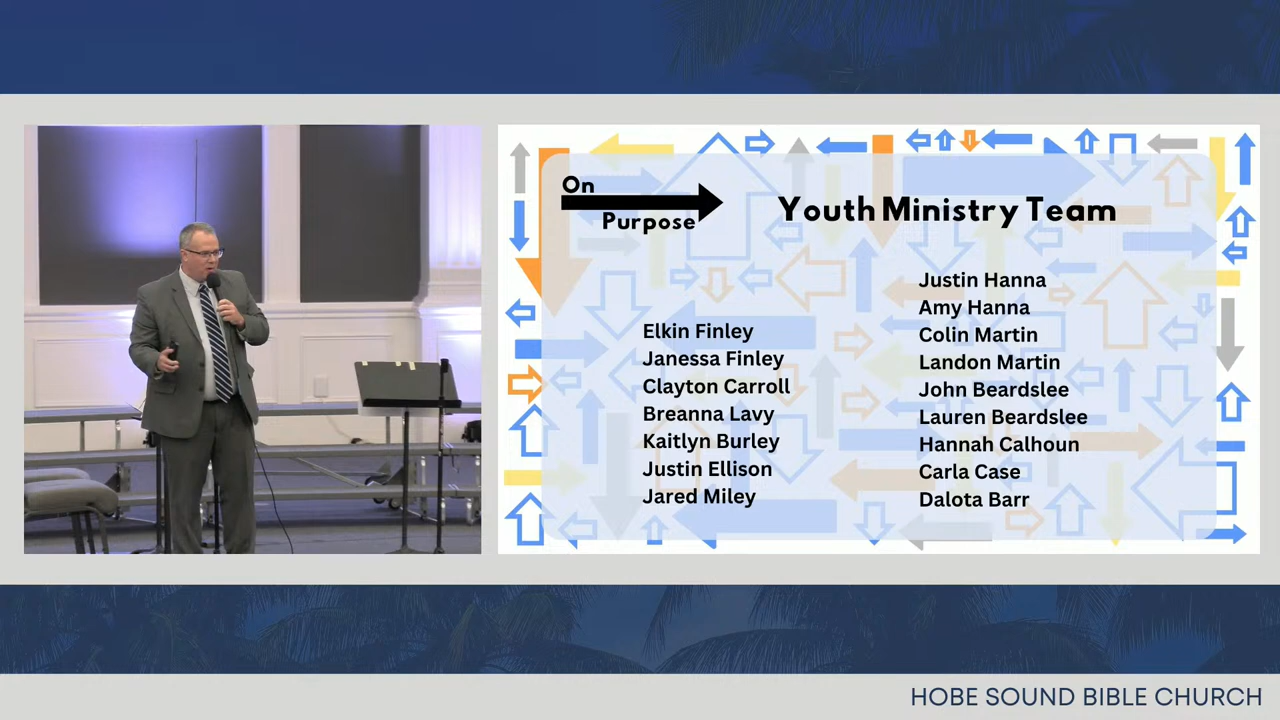 On
Purpose
Youth Ministry Team
Elkin Finley
Janessa Finley
Clayton Carroll
Breanna Lavy
Kaitlyn Burley
Justin Ellison
Jared Miley
Justin Hanna
Amy Hanna
Colin Martin
Landon Martin
John Beardslee
Lauren Beardslee
Hannah Calhoun
Carla Case
Dalota Barr
HOBE SOUND BIBLE CHURCH